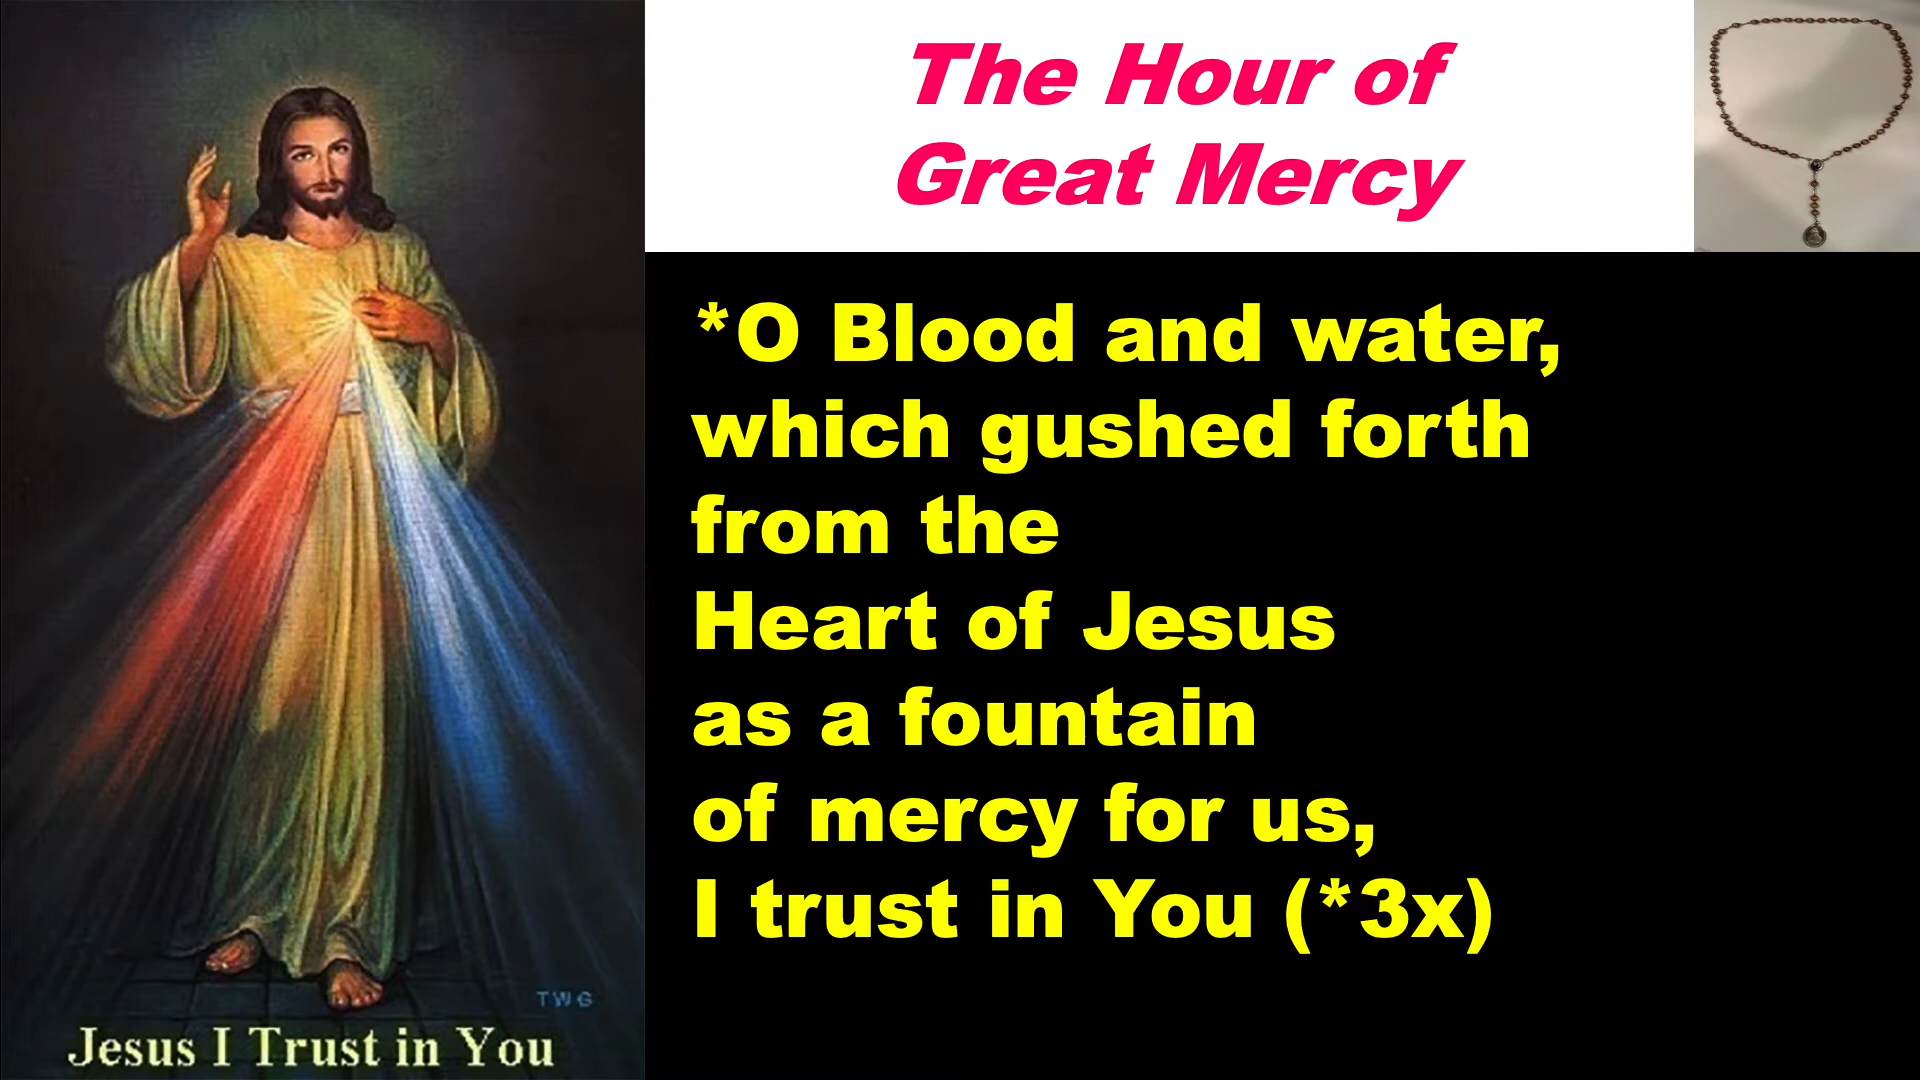 The Hour of
Great Mercy
*O Blood and water,
which gushed forth
from the
Heart of Jesus
as a fountain
of mercy for us,
I trust in You (*3x)
TWG
Jesus I Trust in You